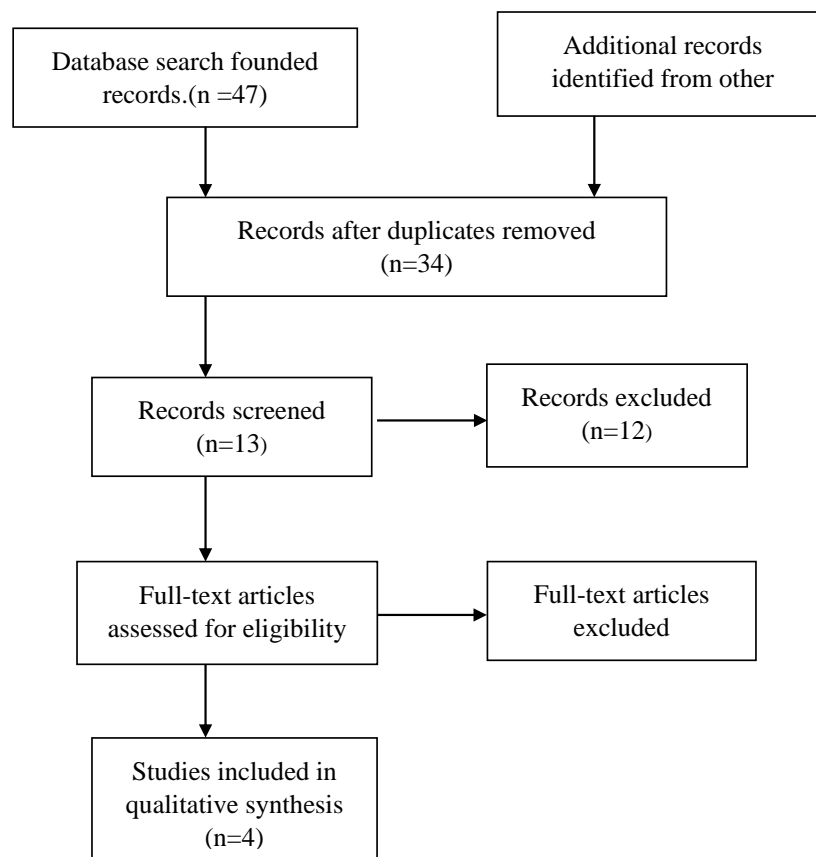 Database search founded
records.(n =47)
Additional records
identified from other
Records after duplicates removed
(n=34)
Records screened
(n=13)
Records excluded
(n=12)
Full-text articles
assessed for eligibility
Full-text articles
excluded
Studies included in
qualitative synthesis
(n=4)